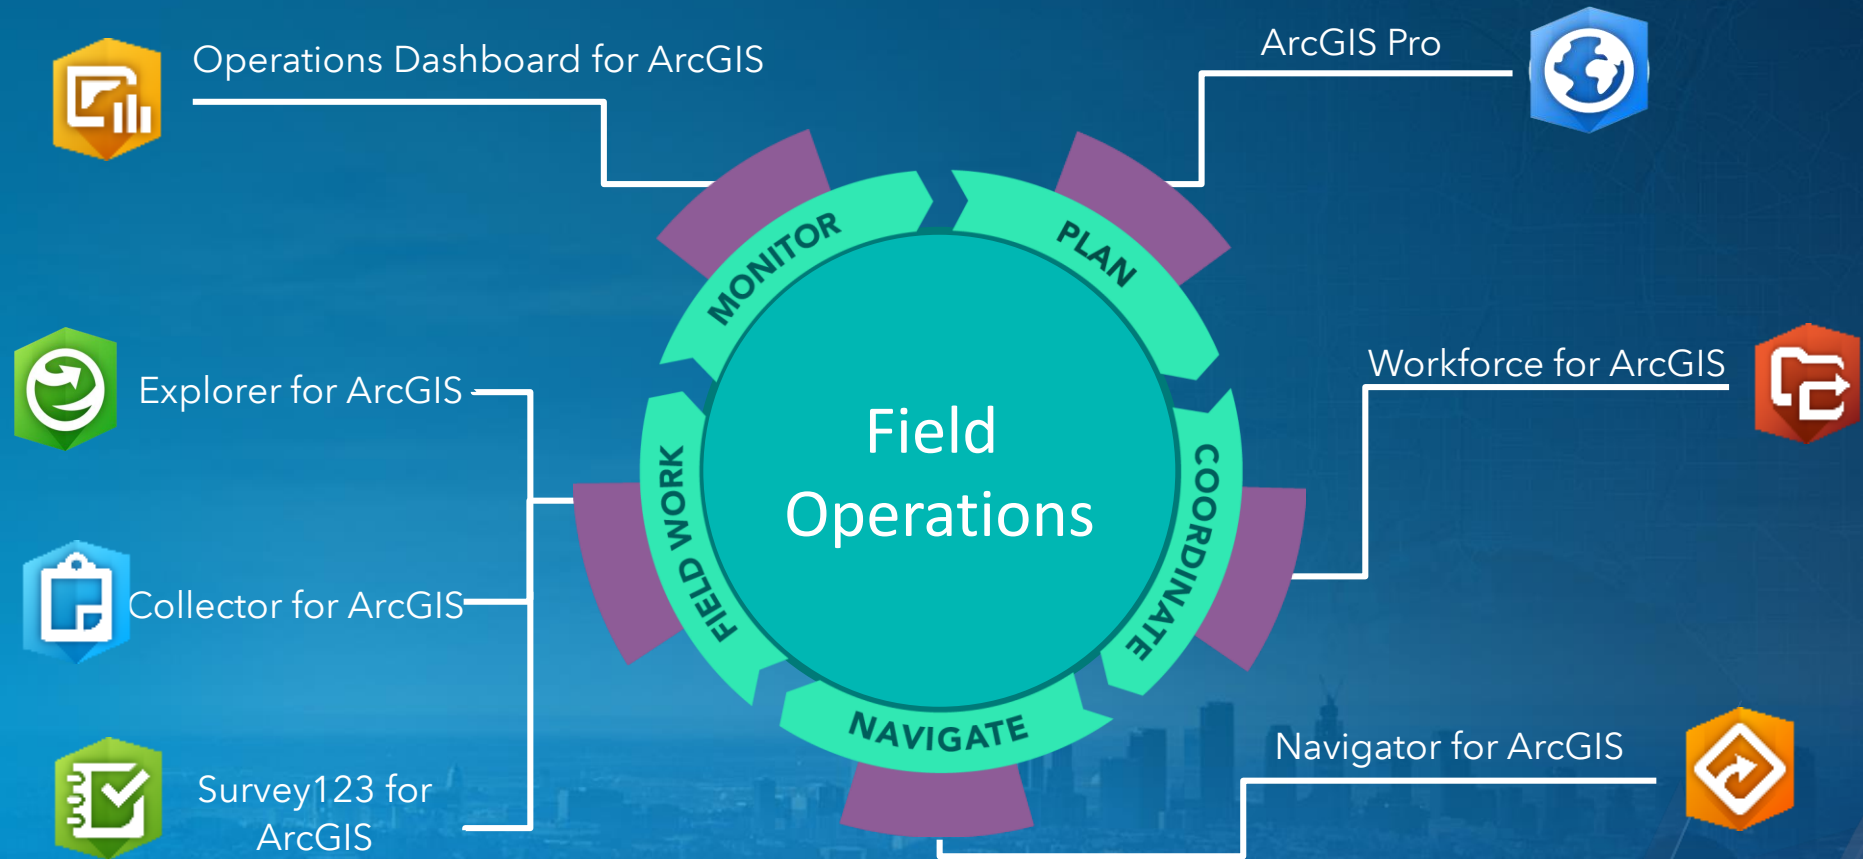 Operations Dashboard for ArcGIS
ArcGIS Pro
MONITOR
PLAN
Explorer for ArcGIS
Workforce for ArcGIS
Field
Operations
FIELD WORK
COORDINATE
Collector for ArcGIS
NAVIGATE
Navigator for ArcGIS
Survey123 for
ArcGIS